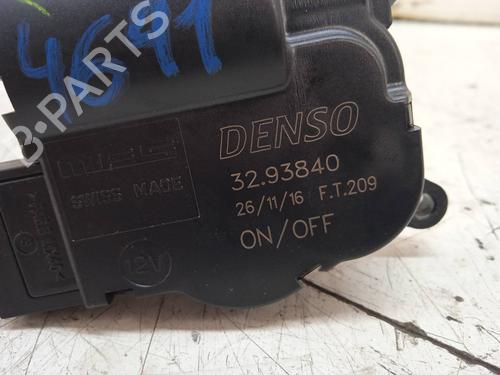 4691
B-PARTS
DENSO
32.93840
26/11/16 F.T.209
ON/OFF
SWISS MADE
12V